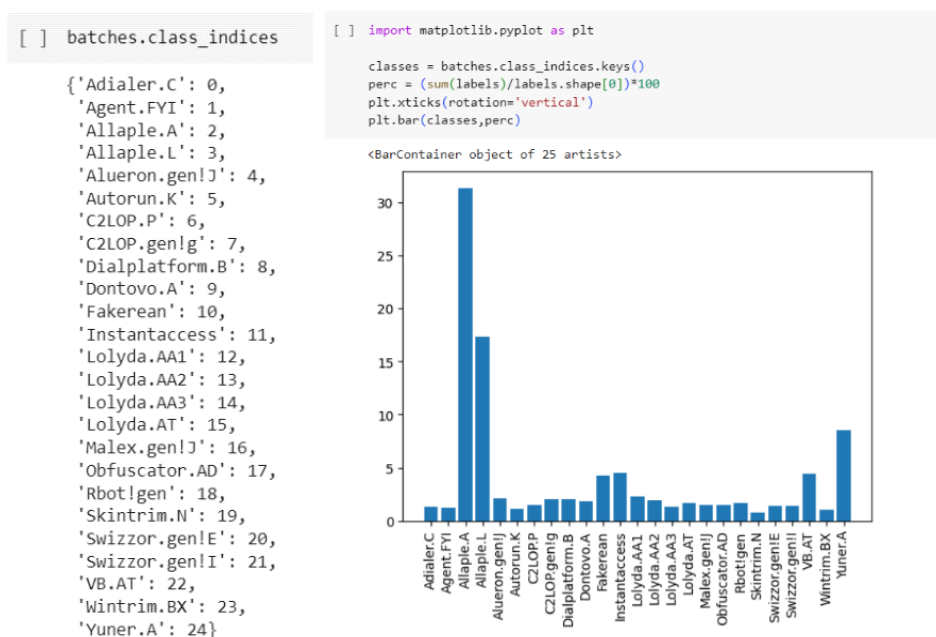 [ ] batches.class_indices
{'Adialer.C': 0,
'Agent.FYI': 1,
'Allaple.A': 2,
'Allaple.L': 3,
'Alueron.gen!J': 4,
'Autorun.K': 5,
'C2LOP.P': 6,
'C2LOP.gen!g': 7,
'Dialplatform.B': 8,
'Dontovo.A': 9,
'Fakerean': 10,
'Instantaccess': 11,
'Lolyda.AA1': 12,
'Lolyda.AA2': 13,
'Lolyda.AA3': 14,
'Lolyda.AT': 15,
'Malex.gen!J': 16,
'Obfuscator.AD': 17,
'Rbot!gen': 18,
'Skintrim.N': 19,
'Swizzor.gen!E': 20,
'Swizzor.gen!I': 21,
'VB.AT': 22,
'Wintrim.BX': 23,
'Yuner.A': 24}
[ ] import matplotlib.pyplot as plt
classes = batches.class_indices.keys()
perc = (sum(labels)/labels.shape[0])*100
plt.xticks(rotation='vertical')
plt.bar(classes,perc)
<BarContainer object of 25 artists>
30
25
20
15
10
5
0
Adialer.C
Agent.FYI
Allaple.A
Allaple.L
Alueron.gen!J
Autorun.K
C2LOP.P
C2LOP.gen!g
Dialplatform.B
Dontovo.A
Fakerean
Instantaccess
Lolyda.AA1
Lolyda.AA2
Lolyda.AA3
Lolyda.AT
Malex.gen!J
Obfuscator.AD
Rbot!gen
Skintrim.N
Swizzor.gen!E
Swizzor.gen!I
VB.AT
Wintrim.BX
Yuner.A